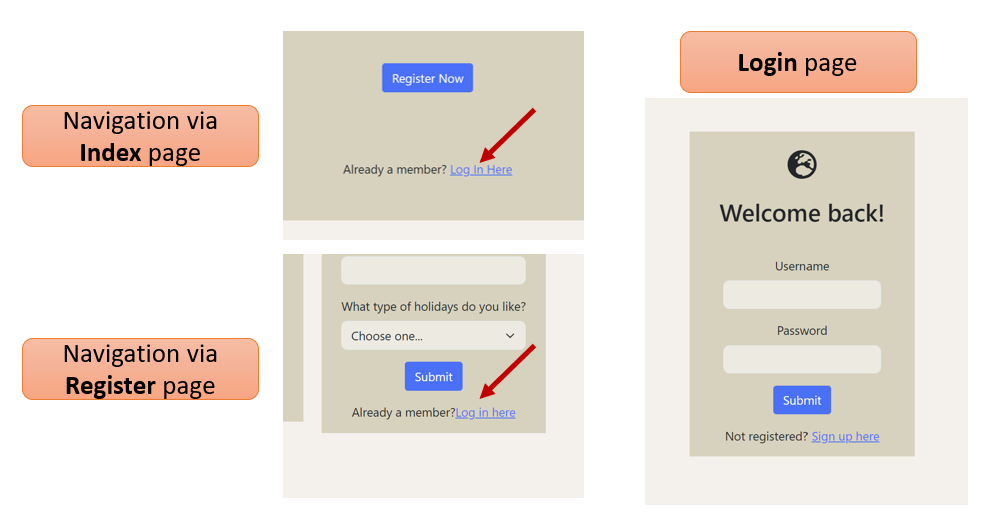 Navigation via
Index page
Register Now
Already a member? Log In Here
Navigation via
Register page
What type of holidays do you like?
Choose one...
Submit
Already a member?Log in here
Login page
Welcome back!
Username
Password
Submit
Not registered? Sign up here